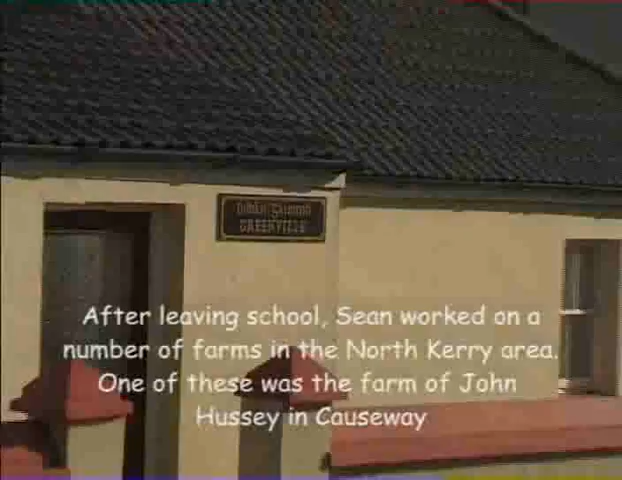 GREENVILLE
After leaving school, Sean worked on a
number of farms in the North Kerry area.
One of these was the farm of John
Hussey in Causeway